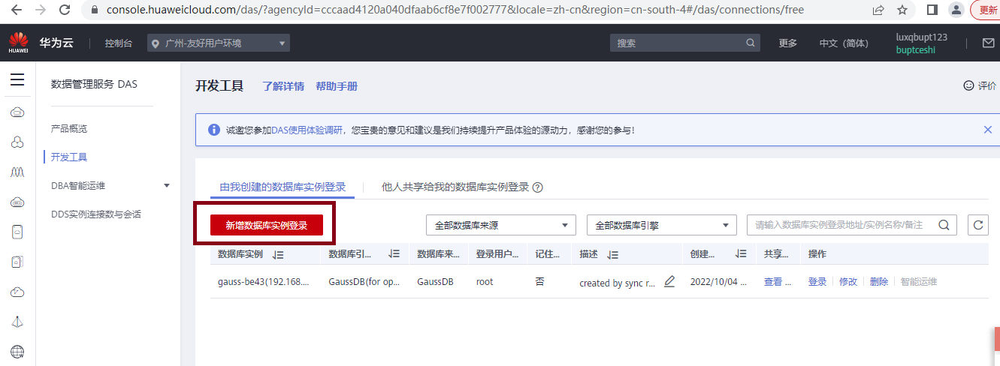 console.huaweicloud.com/das/?agencyId=cccaad4120a040dfaab6cf8e7f002777&locale=zh-cn&region=cn-south-4#/das/connections/free
更新
HUAWEI
华为云
控制台
广州-友好用户环境
搜索
更多
中文 (简体)
luxqbupt123
buptceshi
数据管理服务 DAS
产品概览
开发工具
DBA智能运维
DDS实例连接数与会话
开发工具 了解详情 帮助手册
评价
诚邀您参加DAS使用体验调研，您宝贵的意见和建议是我们持续提升产品体验的源动力，感谢您的参与！
由我创建的数据库实例登录 他人共享给我的数据库实例登录
新增数据库实例登录 全部数据库来源 全部数据库引擎 请输入数据库实例登录地址/实例名称/备注
数据库实例 数据库引... 数据库来... 登录用户... 记住... 描述 创建... 共享... 操作
gauss-be43(192.168.... GaussDB(for op... GaussDB root 否 created by sync r... 2022/10/04 ... 查看 ... 登录 修改 删除 智能运维